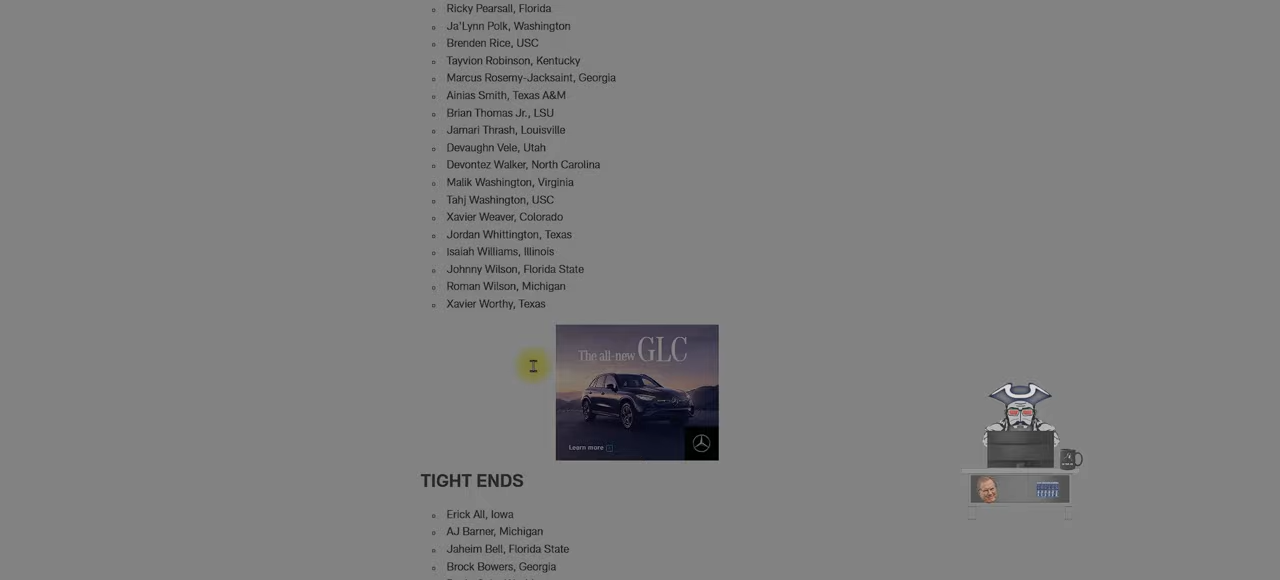 Ricky Pearsall, Florida
Ja'Lynn Polk, Washington
Brenden Rice, USC
Tayvion Robinson, Kentucky
Marcus Rosemy-Jacksaint, Georgia
Ainias Smith, Texas A&M
Brian Thomas Jr., LSU
Jamari Thrash, Louisville
Devaughn Vele, Utah
Devontez Walker, North Carolina
Malik Washington, Virginia
Tahj Washington, USC
Xavier Weaver, Colorado
Jordan Whittington, Texas
Isaiah Williams, Illinois
Johnny Wilson, Florida State
Roman Wilson, Michigan
Xavier Worthy, Texas
The all-new GLC
Learn more
TIGHT ENDS
Erick All, Iowa
AJ Barner, Michigan
Jaheim Bell, Florida State
Brock Bowers, Georgia